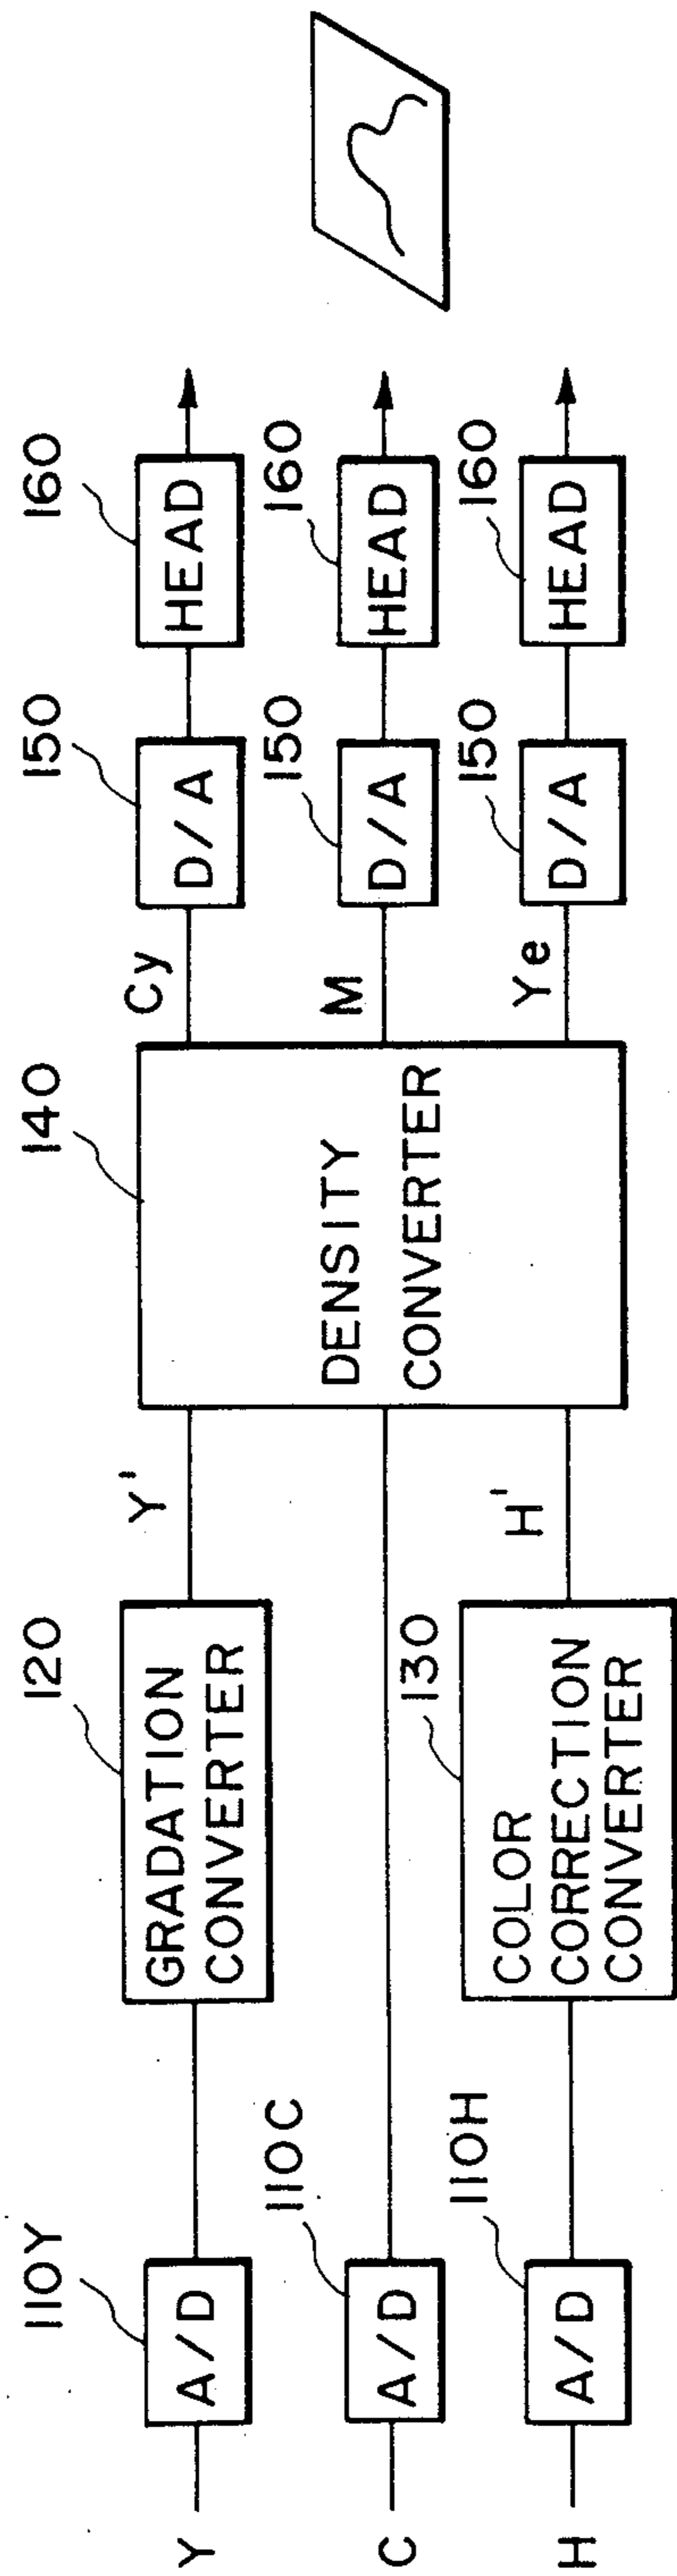 Y
110Y
A/D
C
110C
A/D
H
110H
A/D
120
GRADATION
CONVERTER
Y'
130
COLOR
CORRECTION
CONVERTER
H'
140
DENSITY
CONVERTER
Cy
M
Ye
150
D/A
150
D/A
150
D/A
160
HEAD
160
HEAD
160
HEAD